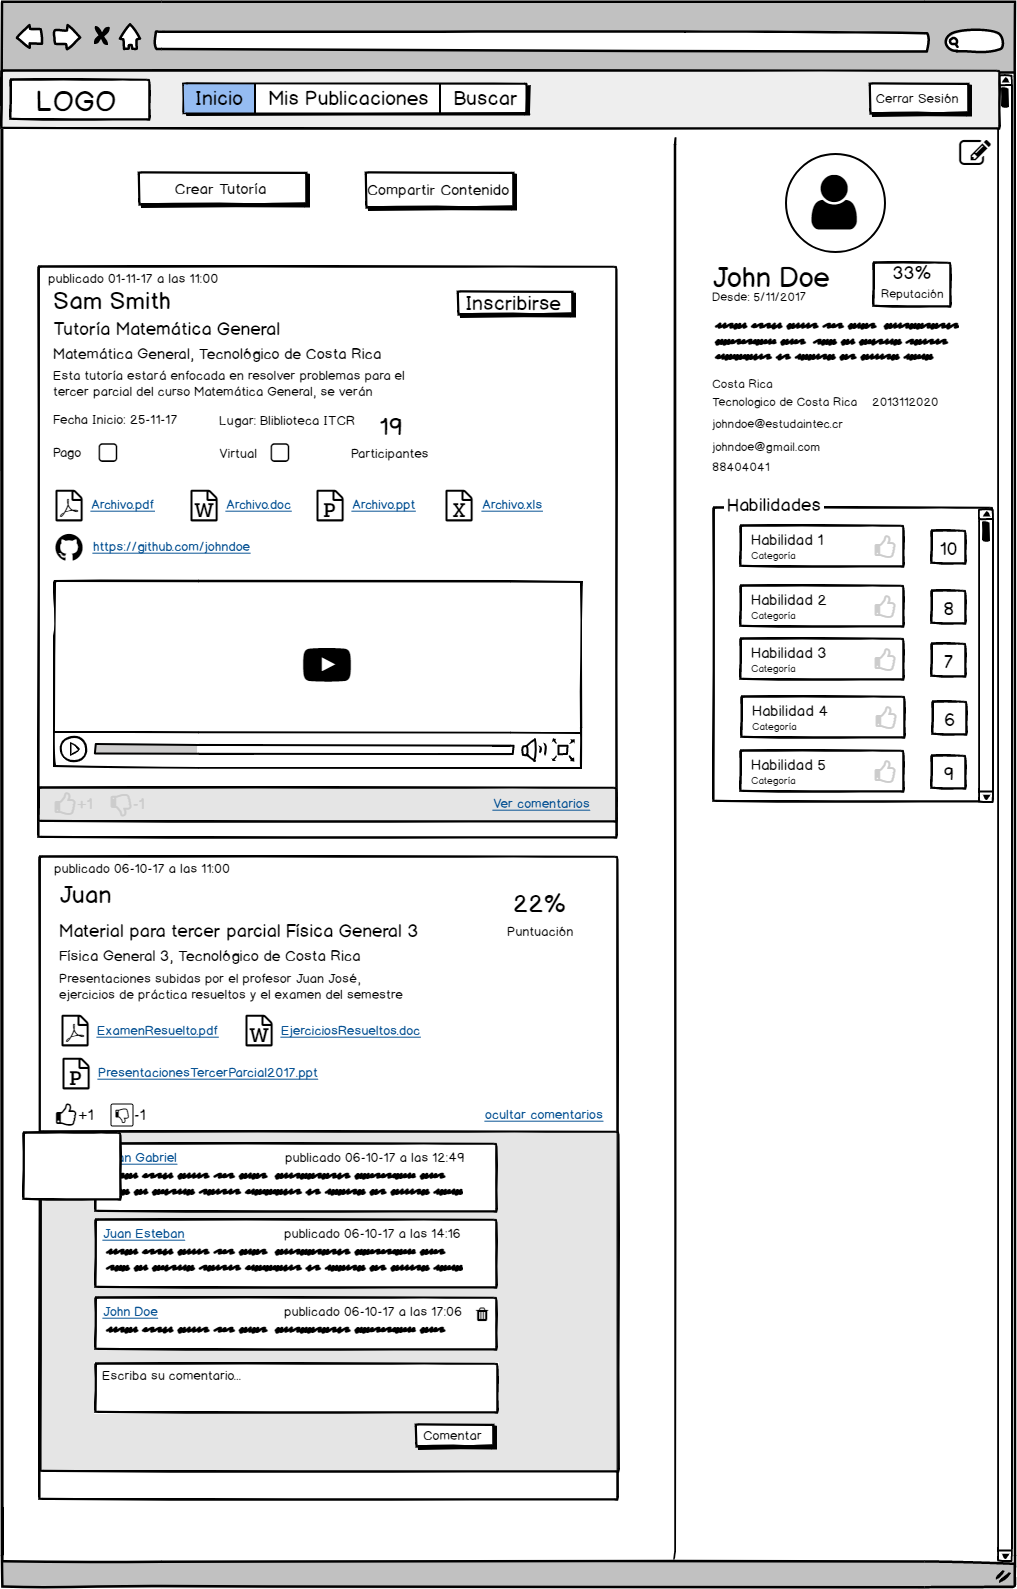 LOGO
Inicio
Mis Publicaciones
Buscar
Cerrar Sesión
Crear Tutoría
Compartir Contenido
publicado 01-11-17 a las 11:00
Sam Smith
Inscribirse
Tutoría Matemática General
Matemática General, Tecnológico de Costa Rica
Esta tutoría estará enfocada en resolver problemas para el
tercer parcial del curso Matemática General, se verán
Fecha Inicio: 25-11-17
Lugar: Bliblioteca ITCR
19
Pago
Virtual
Participantes
Archivo.pdf
W
Archivo.doc
P
Archivo.ppt
X
Archivo.xls
https://github.com/johndoe
+1
-1
Ver comentarios
publicado 06-10-17 a las 11:00
Juan
22%
Puntuación
Material para tercer parcial Física General 3
Física General 3, Tecnológico de Costa Rica
Presentaciones subidas por el profesor Juan José,
ejercicios de práctica resueltos y el examen del semestre
ExamenResuelto.pdf
W
EjerciciosResueltos.doc
P
PresentacionesTercerParcial2017.ppt
+1
-1
ocultar comentarios
an Gabriel
publicado 06-10-17 a las 12:49
Juan Esteban
publicado 06-10-17 a las 14:16
John Doe
publicado 06-10-17 a las 17:06
Escriba su comentario...
Comentar
John Doe
Desde: 5/11/2017
33%
Reputación
Costa Rica
Tecnologico de Costa Rica
2013112020
johndoe@estudaintec.cr
johndoe@gmail.com
88404041
Habilidades
Habilidad 1
Categoría
10
Habilidad 2
Categoría
8
Habilidad 3
Categoría
7
Habilidad 4
Categoría
6
Habilidad 5
Categoría
9